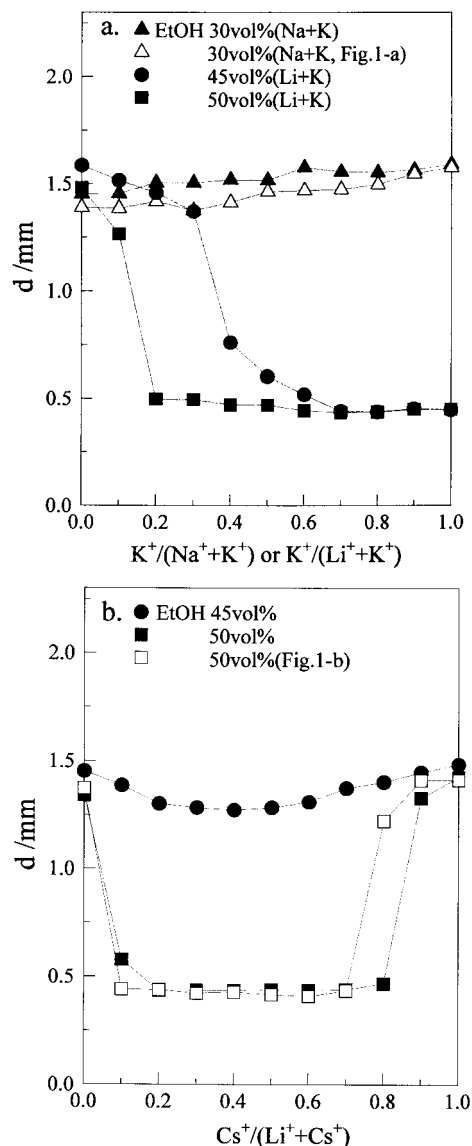 a.
EtOH 30vol%(Na+K)
30vol%(Na+K, Fig.1-a)
45vol%(Li+K)
50vol%(Li+K)
2.0
1.5
1.0
0.5
0.0
d /mm
0.0 0.2 0.4 0.6 0.8 1.0
K⁺/(Na⁺+K⁺) or K⁺/(Li⁺+K⁺)
b.
EtOH 45vol%
50vol%
50vol%(Fig.1-b)
2.0
1.5
1.0
0.5
0.0
d /mm
0.0 0.2 0.4 0.6 0.8 1.0
Cs⁺/(Li⁺+Cs⁺)